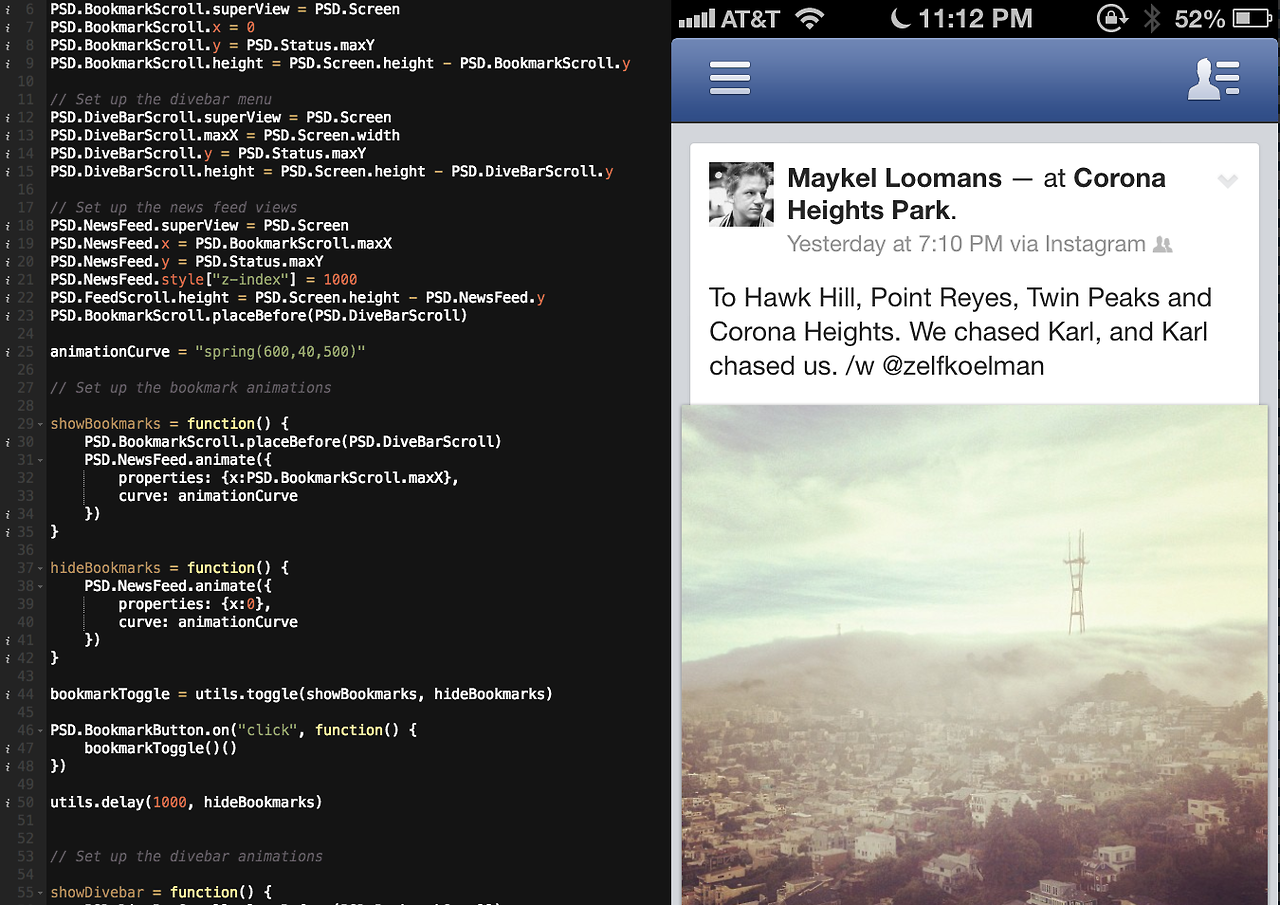 6 PSD.BookmarkScroll.superView = PSD.Screen
7 PSD.BookmarkScroll.x = 0
8 PSD.BookmarkScroll.y = PSD.Status.maxY
9 PSD.BookmarkScroll.height = PSD.Screen.height - PSD.BookmarkScroll.y
10
11 // Set up the divebar menu
12 PSD.DiveBarScroll.superView = PSD.Screen
13 PSD.DiveBarScroll.maxX = PSD.Screen.width
14 PSD.DiveBarScroll.y = PSD.Status.maxY
15 PSD.DiveBarScroll.height = PSD.Screen.height - PSD.DiveBarScroll.y
16
17 // Set up the news feed views
18 PSD.NewsFeed.superView = PSD.Screen
19 PSD.NewsFeed.x = PSD.BookmarkScroll.maxX
20 PSD.NewsFeed.y = PSD.Status.maxY
21 PSD.NewsFeed.style["z-index"] = 1000
22 PSD.FeedScroll.height = PSD.Screen.height - PSD.NewsFeed.y
23 PSD.BookmarkScroll.placeBefore(PSD.DiveBarScroll)
24
25 animationCurve = "spring(600,40,500)"
26
27 // Set up the bookmark animations
28
29 showBookmarks = function() {
30 PSD.BookmarkScroll.placeBefore(PSD.DiveBarScroll)
31 PSD.NewsFeed.animate({
32 properties: {x:PSD.BookmarkScroll.maxX},
33 curve: animationCurve
34 })
35 }
36
37 hideBookmarks = function() {
38 PSD.NewsFeed.animate({
39 properties: {x:0},
40 curve: animationCurve
41 })
42 }
43
44 bookmarkToggle = utils.toggle(showBookmarks, hideBookmarks)
45
46 PSD.BookmarkButton.on("click", function() {
47 bookmarkToggle()()
48 })
49
50 utils.delay(1000, hideBookmarks)
51
52
53 // Set up the divebar animations
54
55 showDivebar = function() {
AT&T 11:12 PM 52%
Maykel Loomans — at Corona
Heights Park.
Yesterday at 7:10 PM via Instagram
To Hawk Hill, Point Reyes, Twin Peaks and
Corona Heights. We chased Karl, and Karl
chased us. /w @zelfkoelman